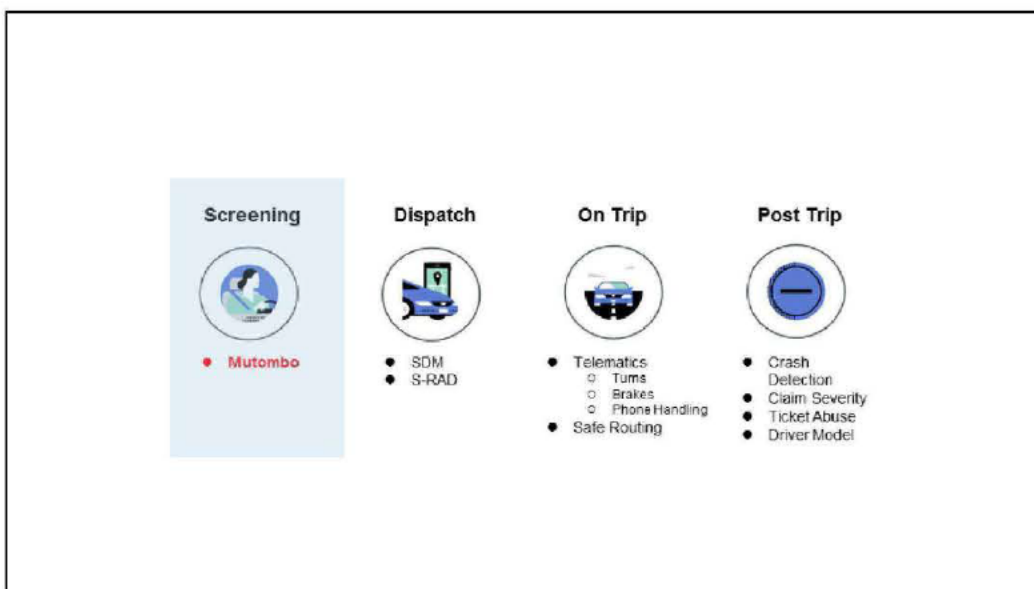 Screening
Mutombo
Dispatch
SDM
S-RAD
On Trip
Telematics
Turns
Brakes
Phone Handling
Safe Routing
Post Trip
Crash
Detection
Claim Severity
Ticket Abuse
Driver Model